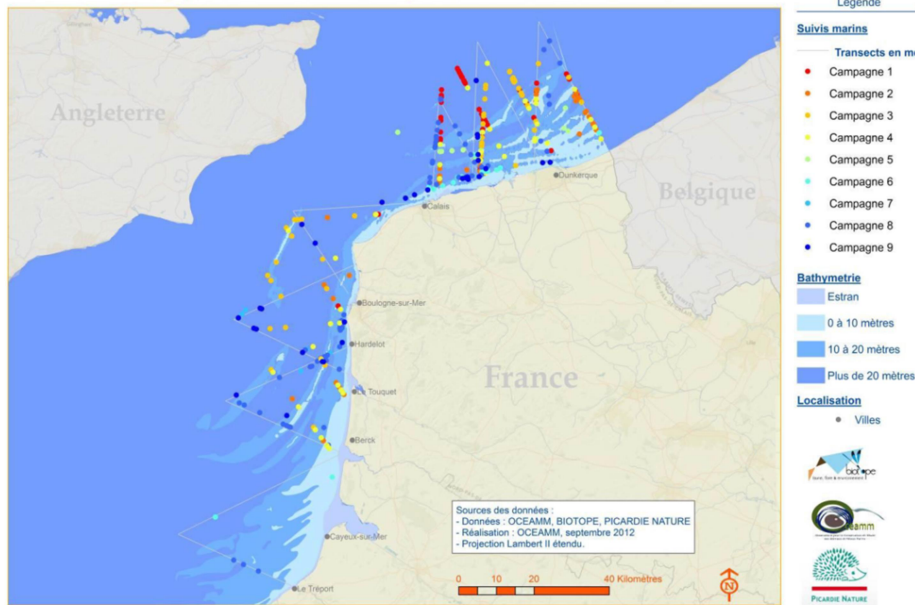 Légende
Suivis marins
Transects en me
Campagne 1
Campagne 2
Campagne 3
Campagne 4
Campagne 5
Campagne 6
Campagne 7
Campagne 8
Campagne 9
Bathymetrie
Estran
0 à 10 mètres
10 à 20 mètres
Plus de 20 mètres
Localisation
Villes
biotope
PICARDIE NATURE
Angleterre
Belgique
France
Dunkerque
Calais
Boulogne-sur-Mer
Hardelot
Le Touquet
Berck
Cayeux-sur-Mer
Le Tréport
Sources des données :
- Données : OCEAMM, BIOTOPE, PICARDIE NATURE
- Réalisation : OCEAMM, septembre 2012
- Projection Lambert II étendu.
0 10 20 40 Kilomètres
N